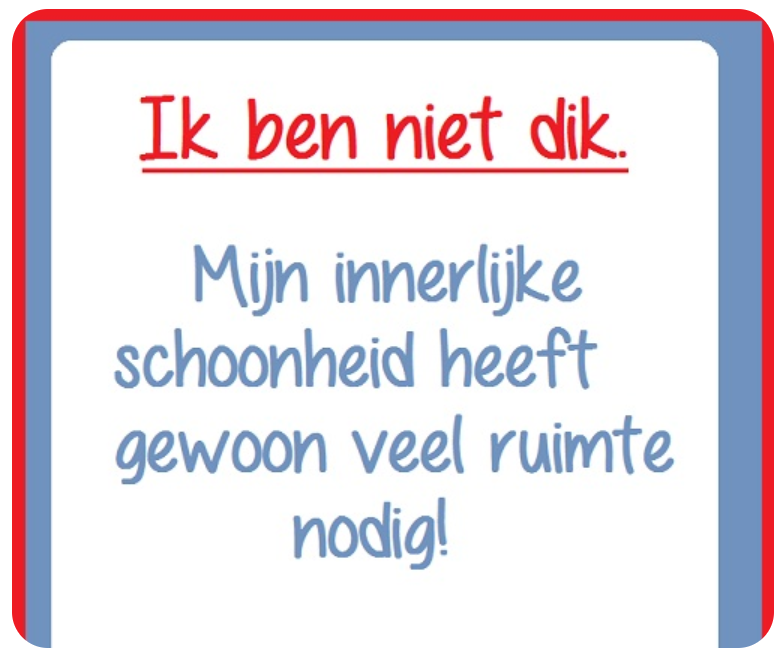 Ik ben niet dik.
Mijn innerlijke
schoonheid heeft
gewoon veel ruimte
nodig!